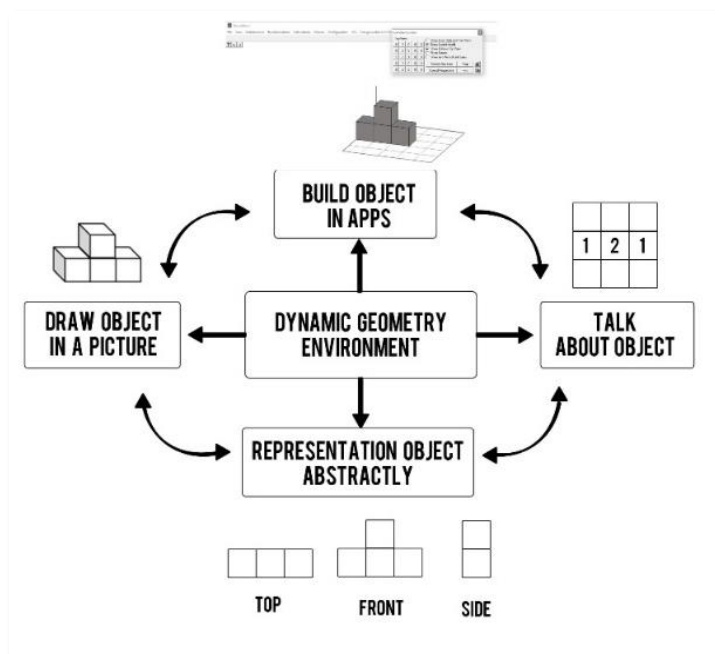 BUILD OBJECT
IN APPS
1 2 1
DRAW OBJECT
IN A PICTURE
DYNAMIC GEOMETRY
ENVIRONMENT
TALK
ABOUT OBJECT
REPRESENTATION OBJECT
ABSTRACTLY
TOP
FRONT
SIDE